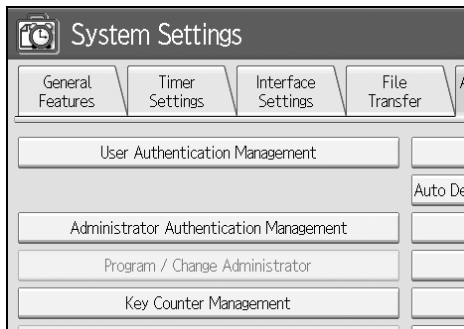 System Settings
General Features
Timer Settings
Interface Settings
File Transfer
User Authentication Management
Auto De
Administrator Authentication Management
Program / Change Administrator
Key Counter Management